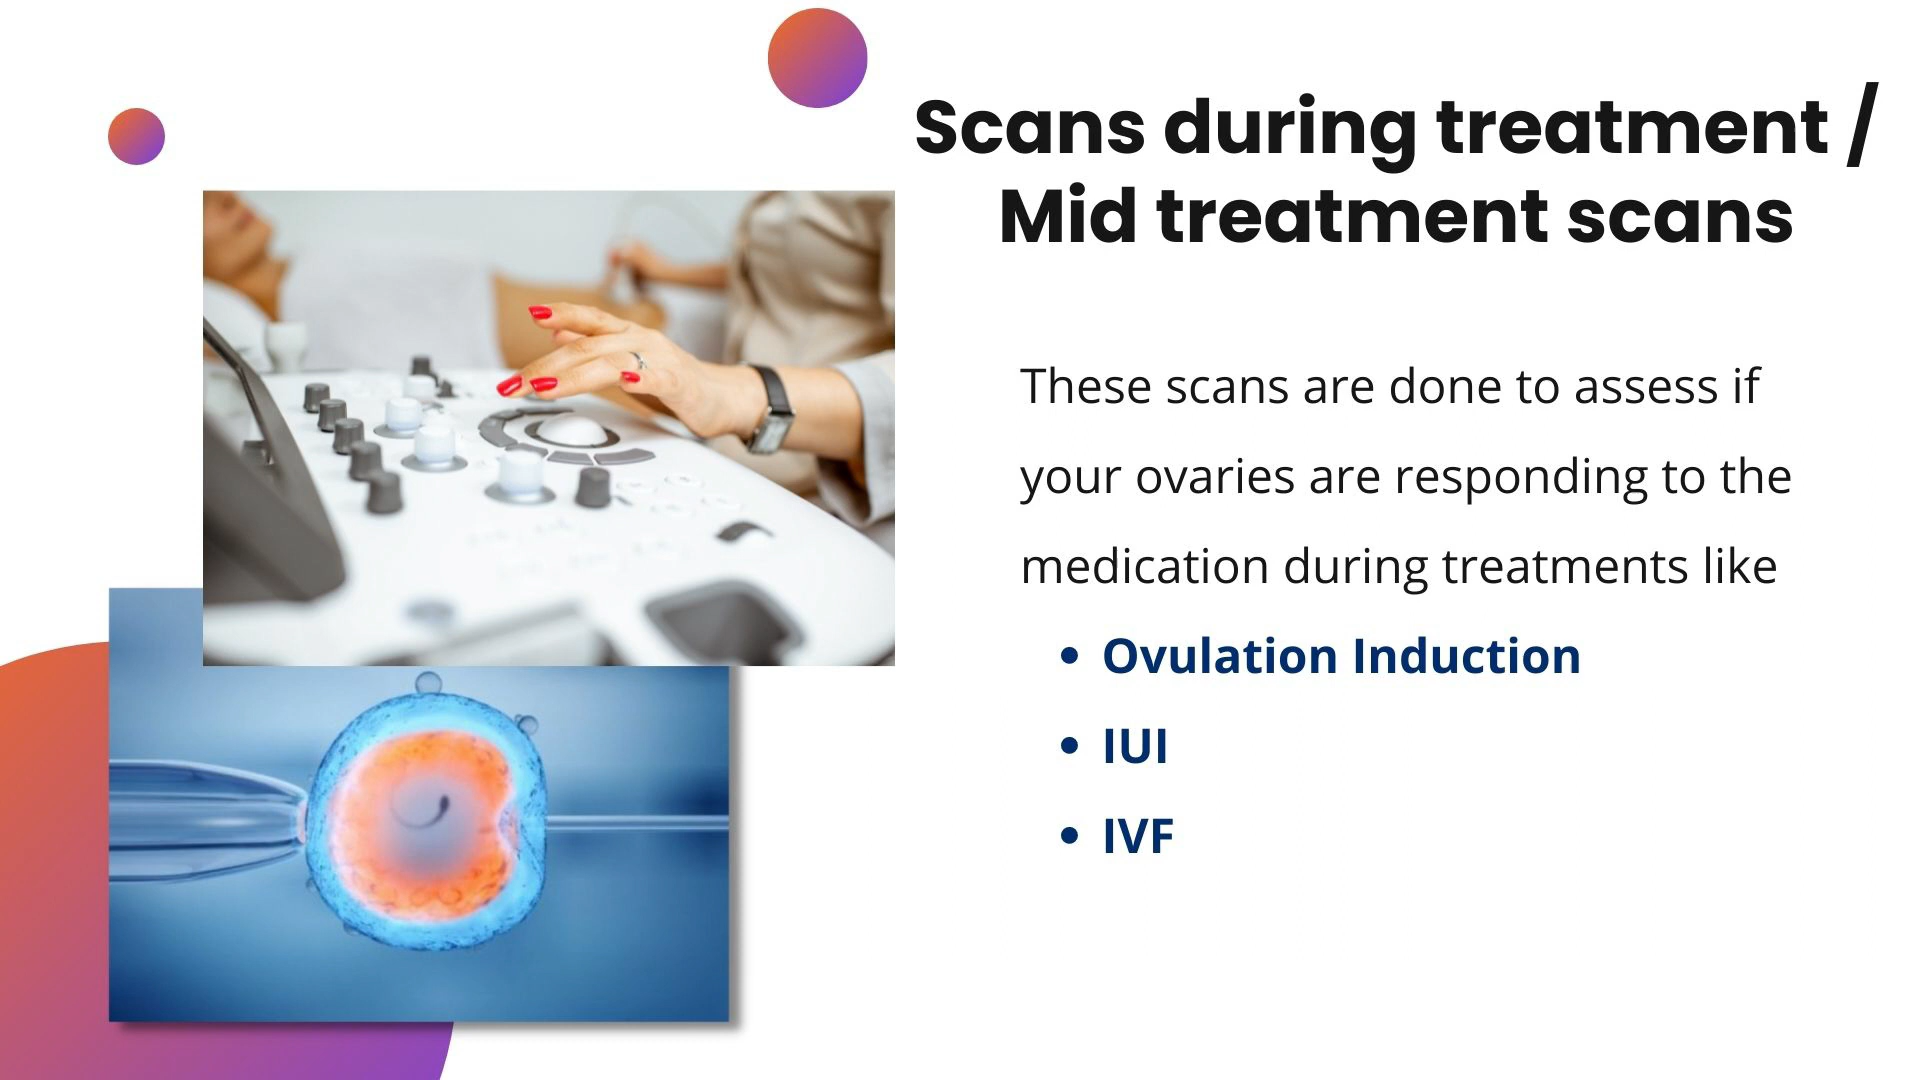 Scans during treatment /
Mid treatment scans
These scans are done to assess if
your ovaries are responding to the
medication during treatments like
• Ovulation Induction
• IUI
• IVF